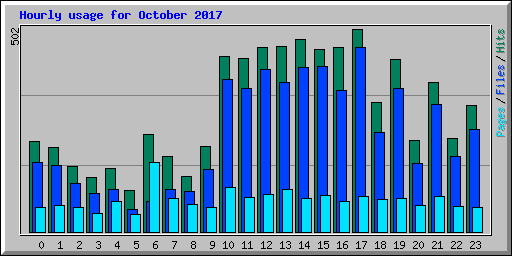 Hourly usage for October 2017
502
Pages/Files/Hits
0 1 2 3 4 5 6 7 8 9 10 11 12 13 14 15 16 17 18 19 20 21 22 23